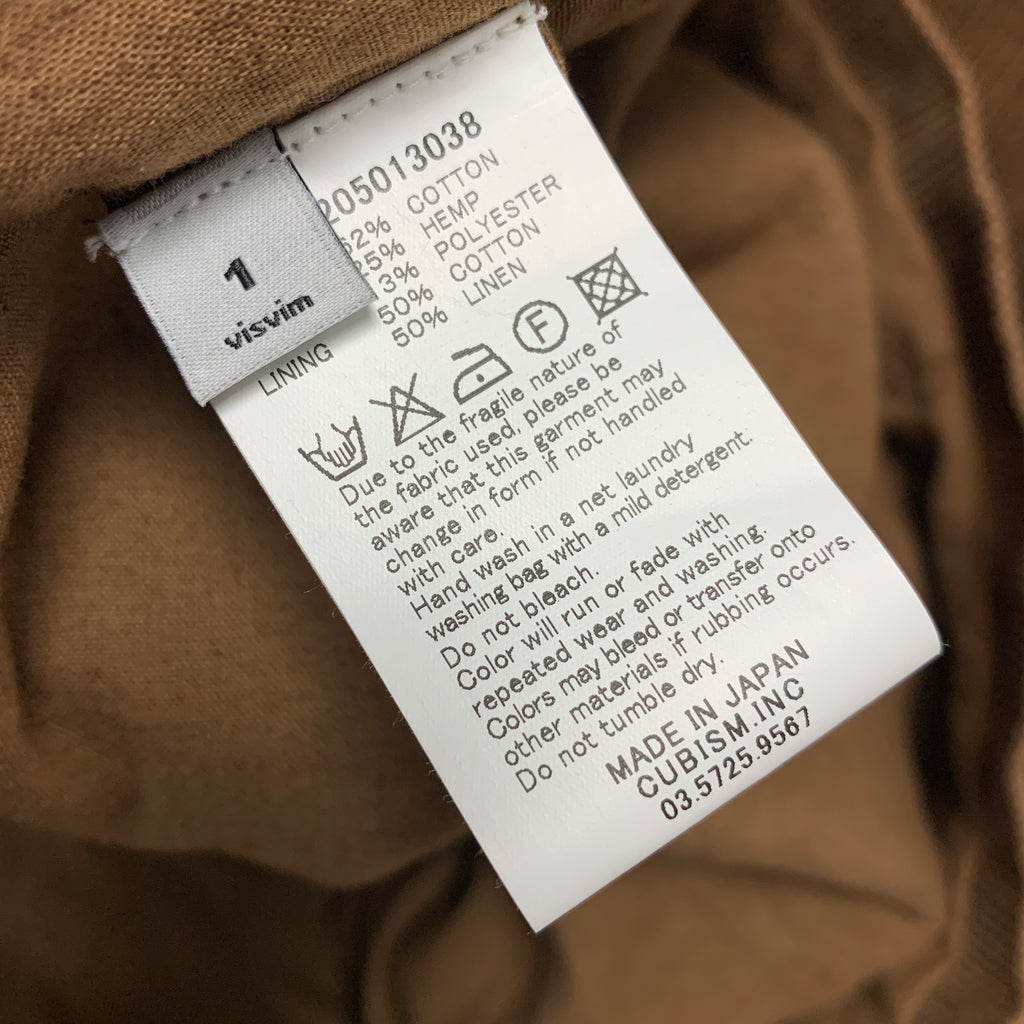 1
visvim
205013038
COTTON
HEMP
3% POLYESTER
LINING 50% COTTON
50% LINEN
F
Due to the fragile nature of
the fabric used, please be
aware that this garment may
change in form if not handled
with care.
Hand wash in a net laundry
washing bag with a mild detergent.
Do not bleach.
Color will run or fade with
repeated wear and washing.
Colors may bleed or transfer onto
other materials if rubbing occurs.
Do not tumble dry.
MADE IN JAPAN
CUBISM.INC
03.5725.9567